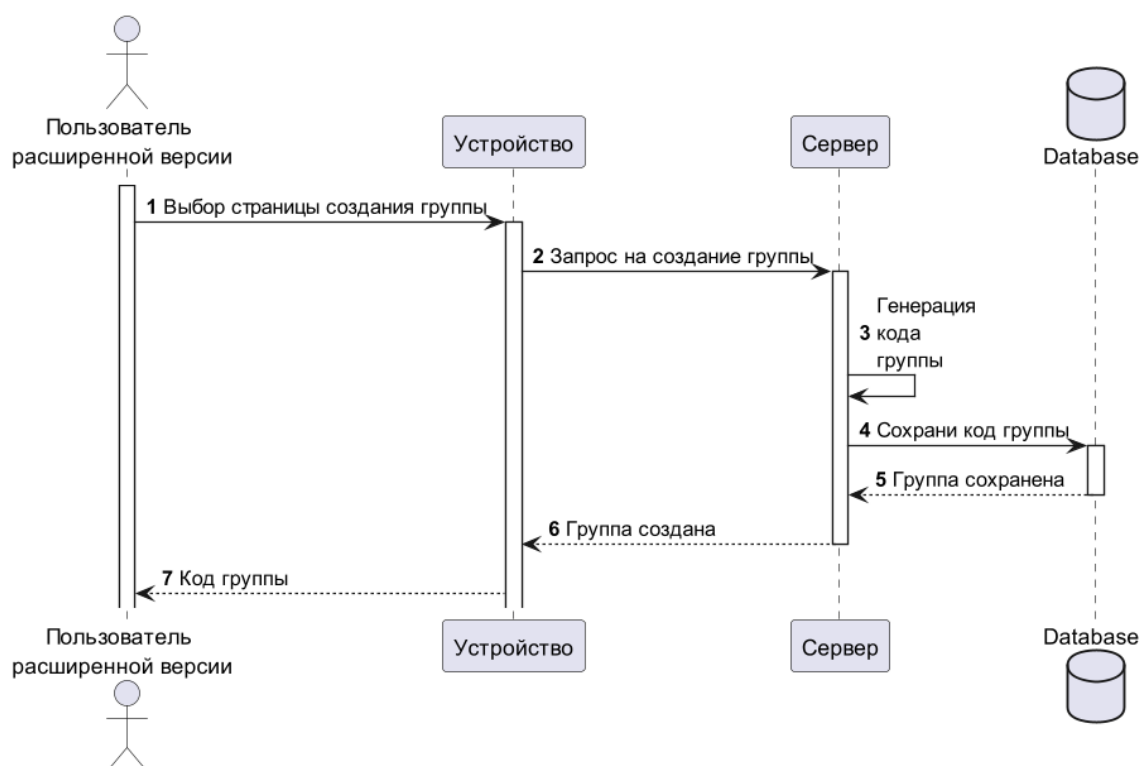 Пользователь
расширенной версии
Устройство
Сервер
Database
1 Выбор страницы создания группы
2 Запрос на создание группы
Генерация
3 кода
группы
4 Сохрани код группы
5 Группа сохранена
6 Группа создана
7 Код группы
Пользователь
расширенной версии
Устройство
Сервер
Database